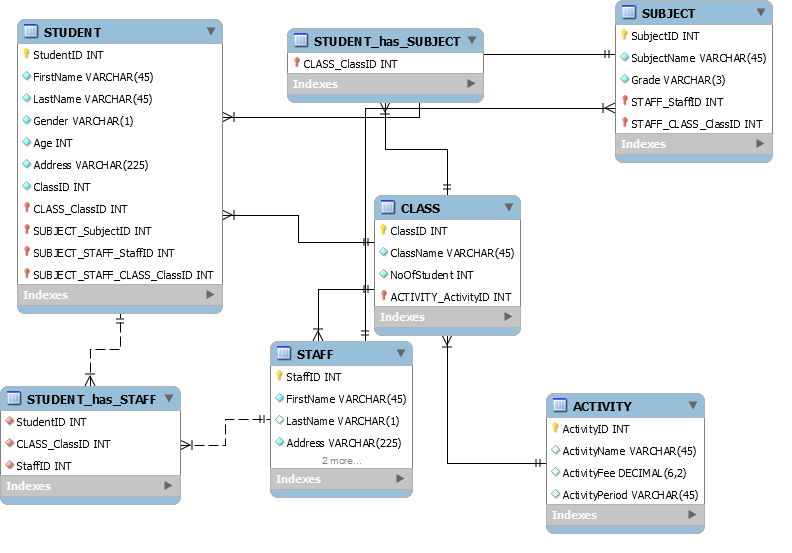 STUDENT
StudentID INT
FirstName VARCHAR(45)
LastName VARCHAR(45)
Gender VARCHAR(1)
Age INT
Address VARCHAR(225)
ClassID INT
CLASS_ClassID INT
SUBJECT_SubjectID INT
SUBJECT_STAFF_StaffID INT
SUBJECT_STAFF_CLASS_ClassID INT
Indexes
STUDENT_has_SUBJECT
CLASS_ClassID INT
Indexes
SUBJECT
SubjectID INT
SubjectName VARCHAR(45)
Grade VARCHAR(3)
STAFF_StaffID INT
STAFF_CLASS_ClassID INT
Indexes
CLASS
ClassID INT
ClassName VARCHAR(45)
NoOfStudent INT
ACTIVITY_ActivityID INT
Indexes
STUDENT_has_STAFF
StudentID INT
CLASS_ClassID INT
StaffID INT
Indexes
STAFF
StaffID INT
FirstName VARCHAR(45)
LastName VARCHAR(1)
Address VARCHAR(225)
2 more...
Indexes
ACTIVITY
ActivityID INT
ActivityName VARCHAR(45)
ActivityFee DECIMAL(6,2)
ActivityPeriod VARCHAR(45)
Indexes